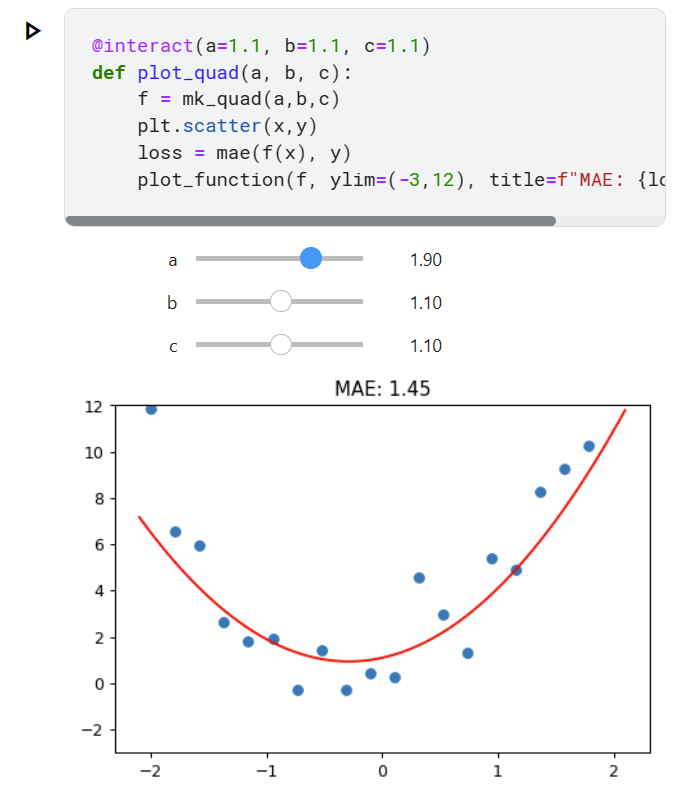 @interact(a=1.1, b=1.1, c=1.1)
def plot_quad(a, b, c):
    f = mk_quad(a,b,c)
    plt.scatter(x,y)
    loss = mae(f(x), y)
    plot_function(f, ylim=(-3,12), title=f"MAE: {lo
a 1.90
b 1.10
c 1.10
MAE: 1.45
12
10
8
6
4
2
0
−2
−2 −1 0 1 2